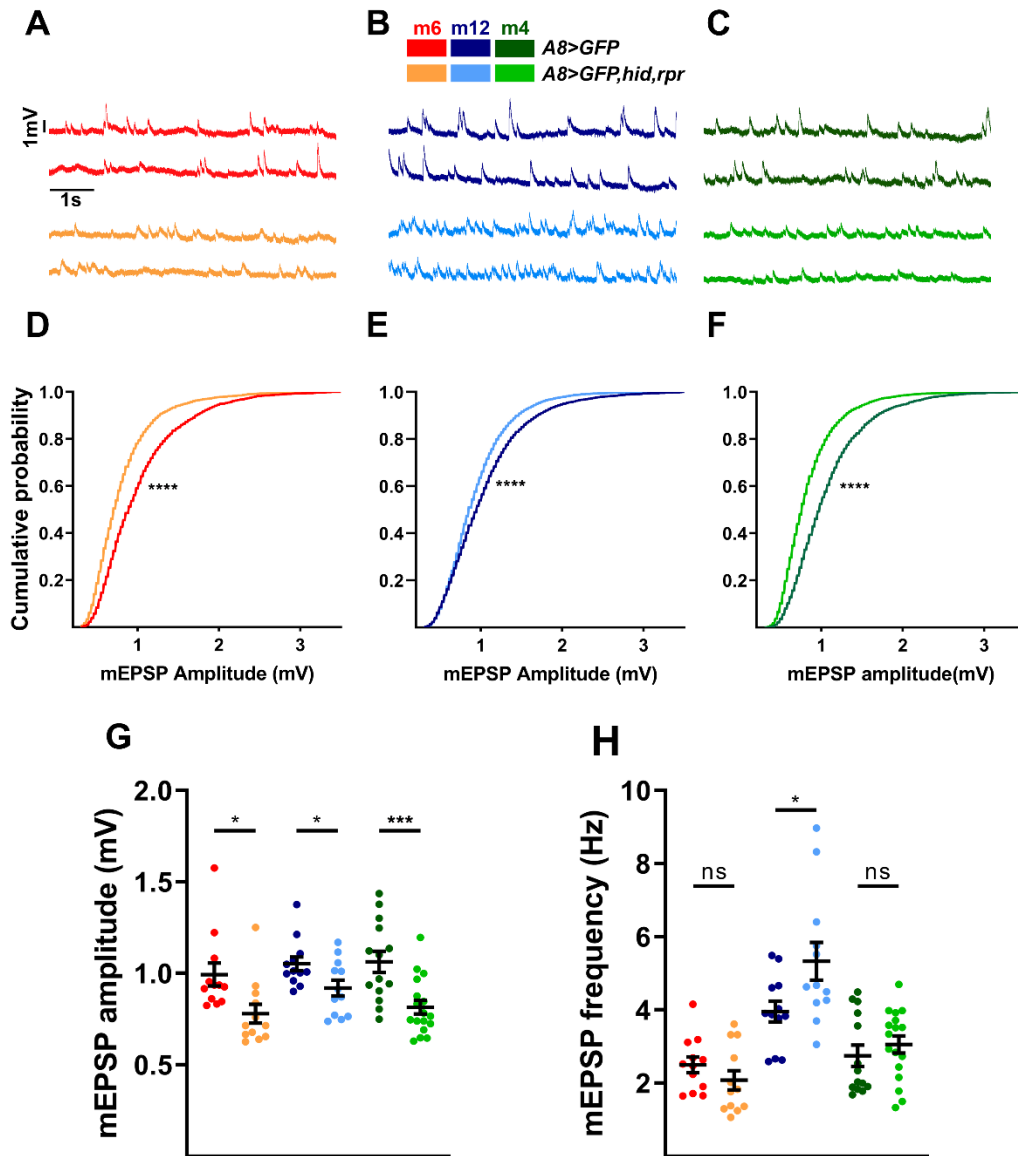 A
B
C
m6 m12 m4
A8>GFP
A8>GFP,hid,rpr
1mV
1s
D
E
F
Cumulative probability
1.0
0.8
0.6
0.4
0.2
****
1 2 3
mEPSP Amplitude (mV)
1.0
0.8
0.6
0.4
0.2
****
1 2 3
mEPSP Amplitude (mV)
1.0
0.8
0.6
0.4
0.2
****
1 2 3
mEPSP amplitude(mV)
G
mEPSP amplitude (mV)
2.0
1.5
1.0
0.5
* * ***
H
mEPSP frequency (Hz)
10
8
6
4
2
ns * ns